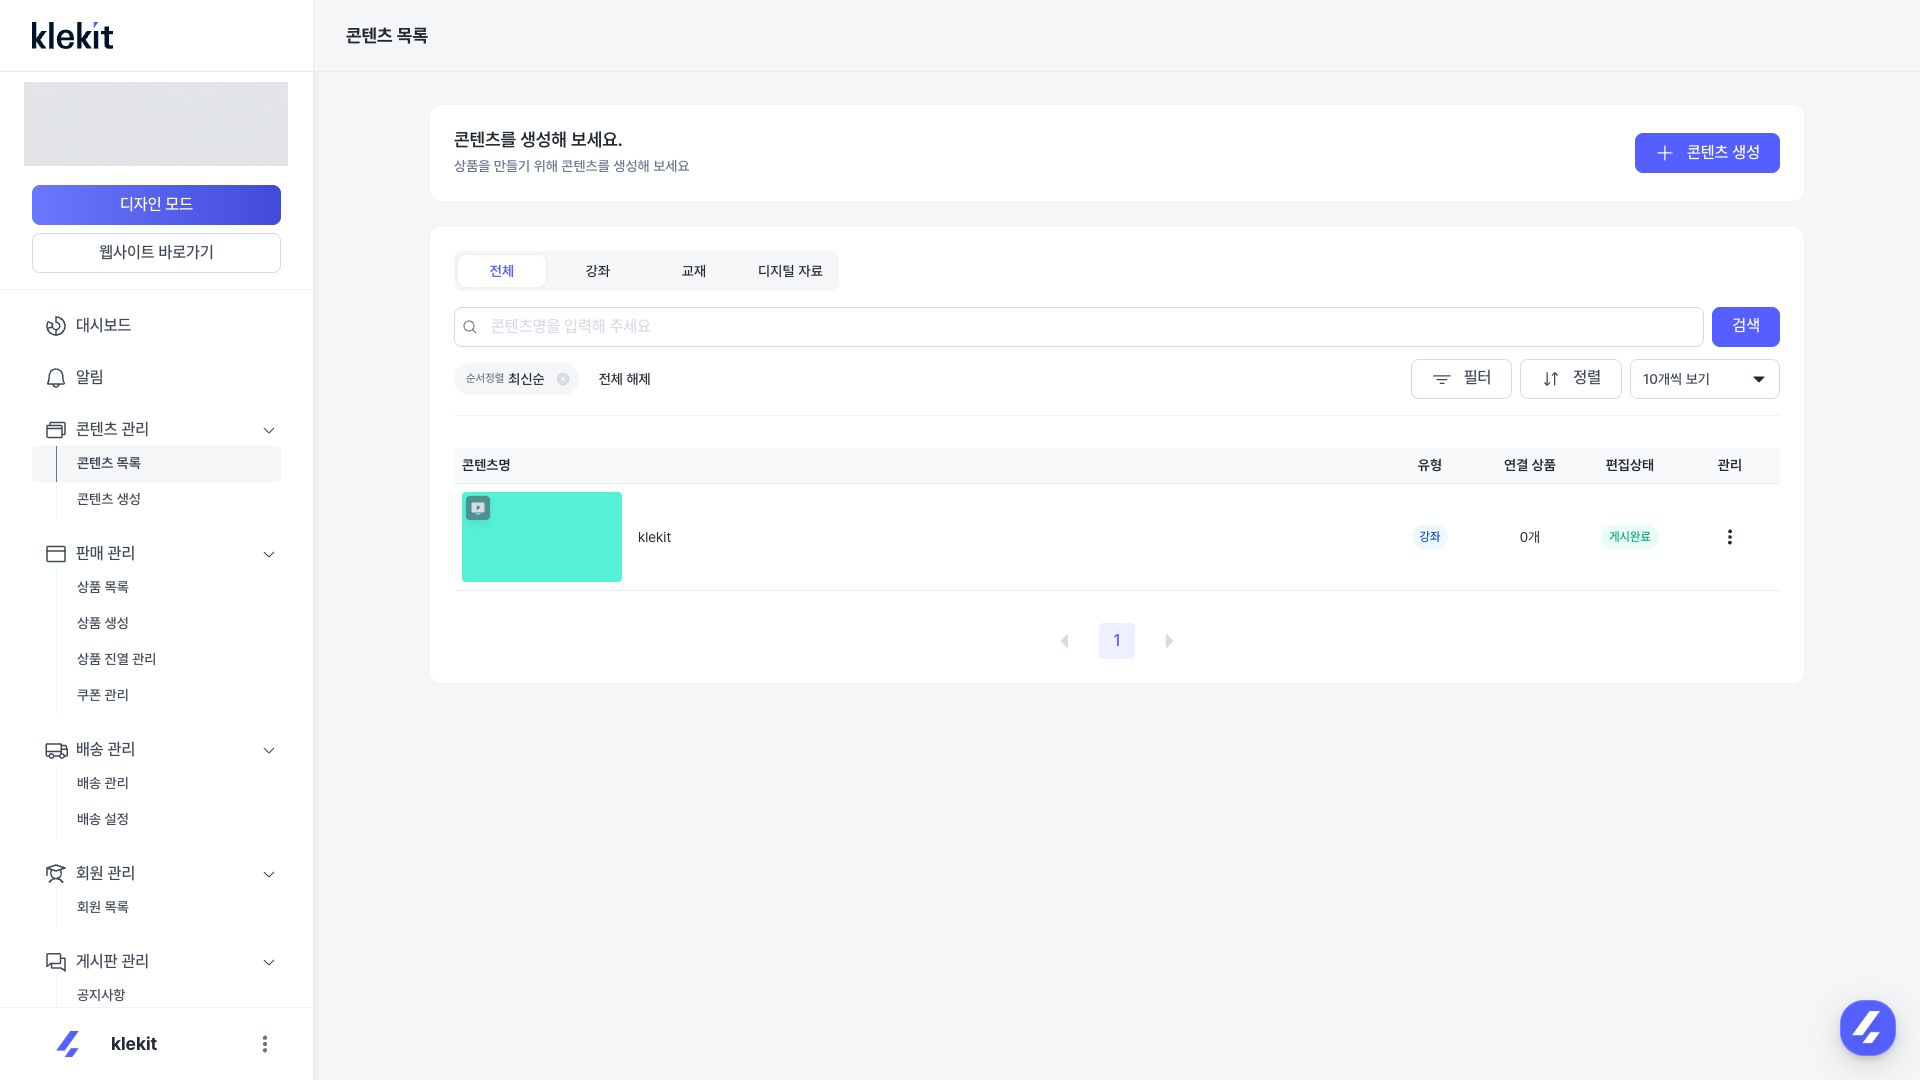 klekit
콘텐츠 목록
디자인 모드
웹사이트 바로가기
대시보드
알림
콘텐츠 관리
콘텐츠 목록
콘텐츠 생성
판매 관리
상품 목록
상품 생성
상품 진열 관리
쿠폰 관리
배송 관리
배송 관리
배송 설정
회원 관리
회원 목록
게시판 관리
공지사항
klekit
콘텐츠를 생성해 보세요.
상품을 만들기 위해 콘텐츠를 생성해 보세요
콘텐츠 생성
전체 강좌 교재 디지털 자료
콘텐츠명을 입력해 주세요
검색
순서정렬 최신순 전체 해제
필터 정렬 10개씩 보기
콘텐츠명 유형 연결 상품 편집상태 관리
klekit 강좌 0개 게시완료
1